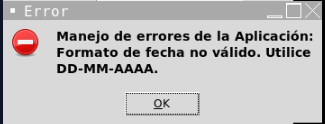 Error
Manejo de errores de la Aplicación:
Formato de fecha no válido. Utilice
DD-MM-AAAA.
OK